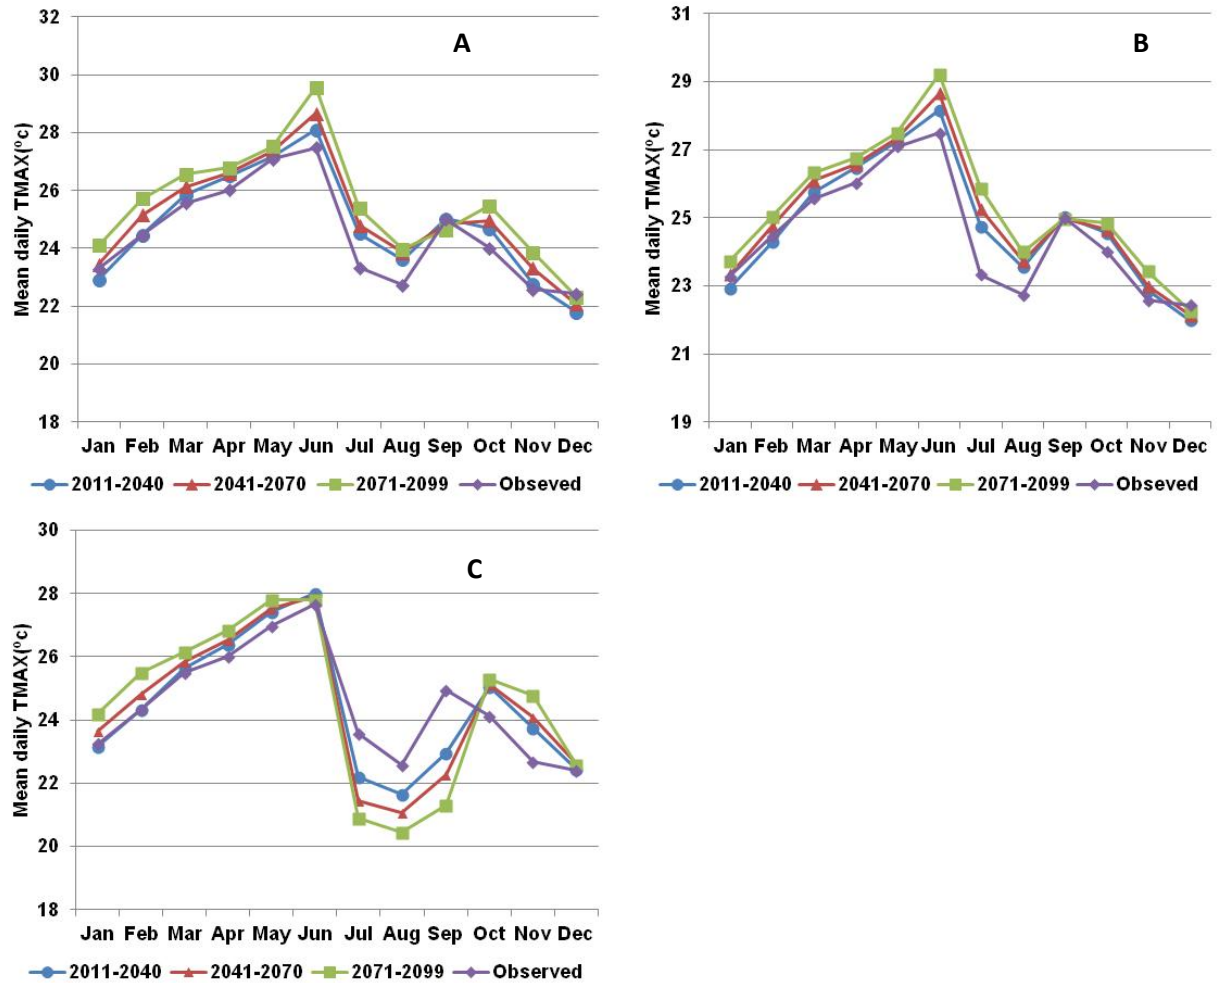 A
Mean daily TMAX(ºc)
32
30
28
26
24
22
20
18
Jan Feb Mar Apr May Jun Jul Aug Sep Oct Nov Dec
2011-2040 2041-2070 2071-2099 Obseved
B
Mean daily TMAX(ºc)
31
29
27
25
23
21
19
Jan Feb Mar Apr May Jun Jul Aug Sep Oct Nov Dec
2011-2040 2041-2070 2071-2099 Obseved
C
Mean daily TMAX(ºc)
30
28
26
24
22
20
18
Jan Feb Mar Apr May Jun Jul Aug Sep Oct Nov Dec
2011-2040 2041-2070 2071-2099 Observed